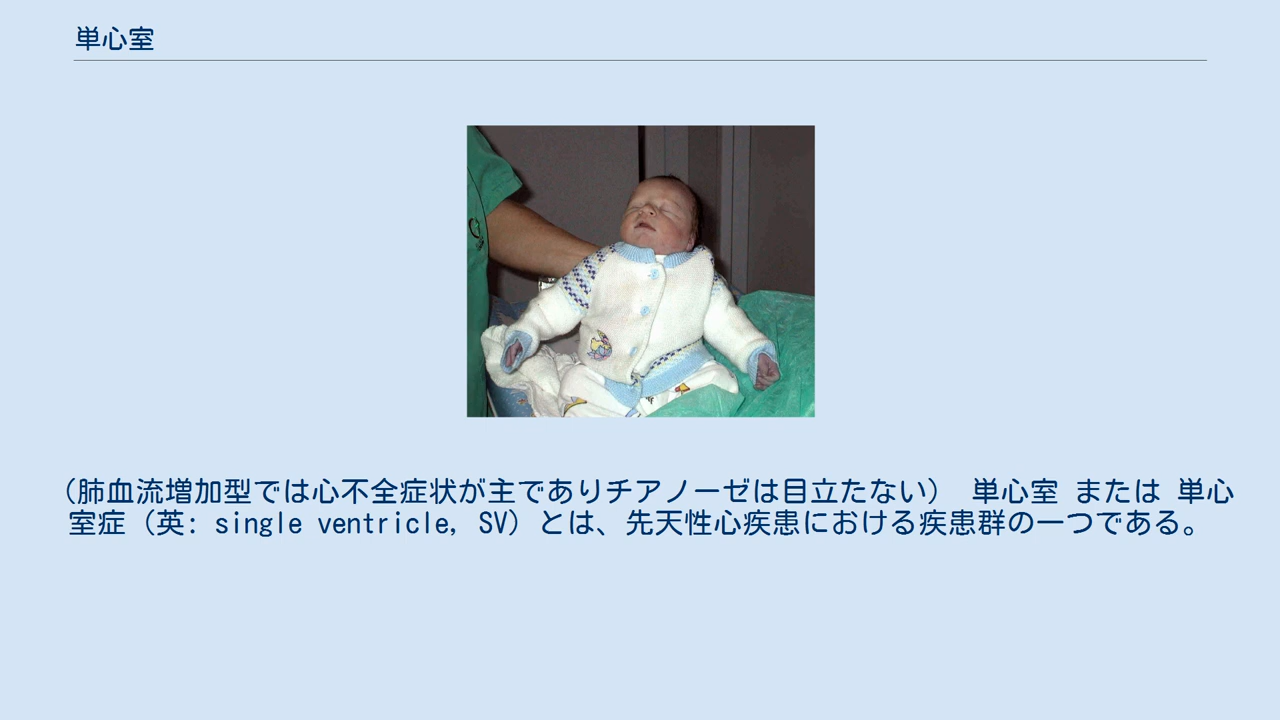 単心室
（肺血流増加型では心不全症状が主でありチアノーゼは目立たない） 単心室 または 単心
室症（英: single ventricle, SV）とは、先天性心疾患における疾患群の一つである。